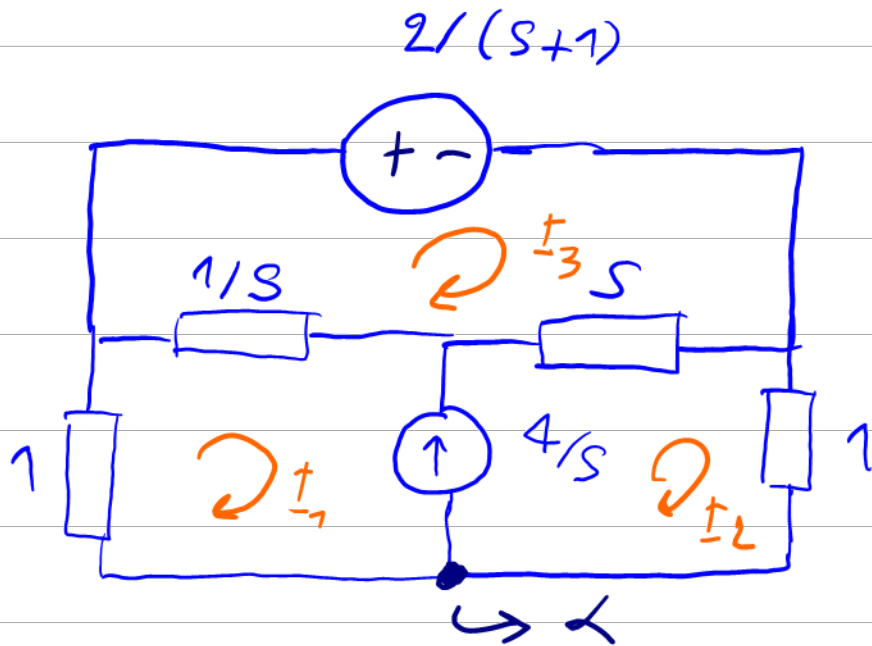 2/(S+1)
+ -
I3
1/S
S
↑
4/S
1
I1
I2
1
↪ α